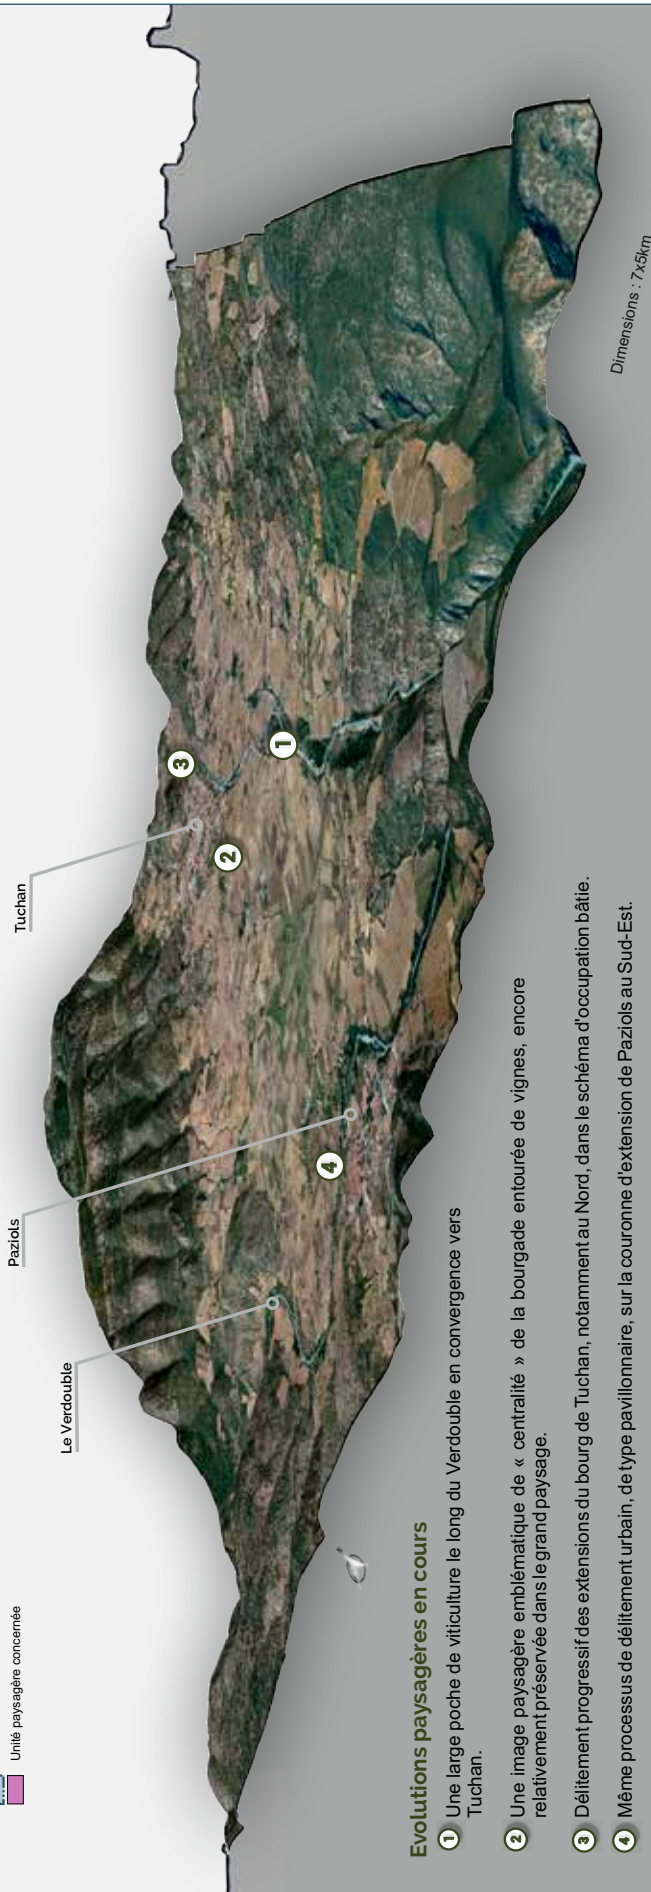 Unité paysagère concernée
Le Verdouble
Paziols
Tuchan
4
2
3
1
Dimensions : 7x5km
Evolutions paysagères en cours
1 Une large poche de viticulture le long du Verdouble en convergence vers
Tuchan.
2 Une image paysagère emblématique de « centralité » de la bourgade entourée de vignes, encore
relativement préservée dans le grand paysage.
3 Délitement progressif des extensions du bourg de Tuchan, notamment au Nord, dans le schéma d'occupation bâtie.
4 Même processus de délitement urbain, de type pavillonnaire, sur la couronne d'extension de Paziols au Sud-Est.